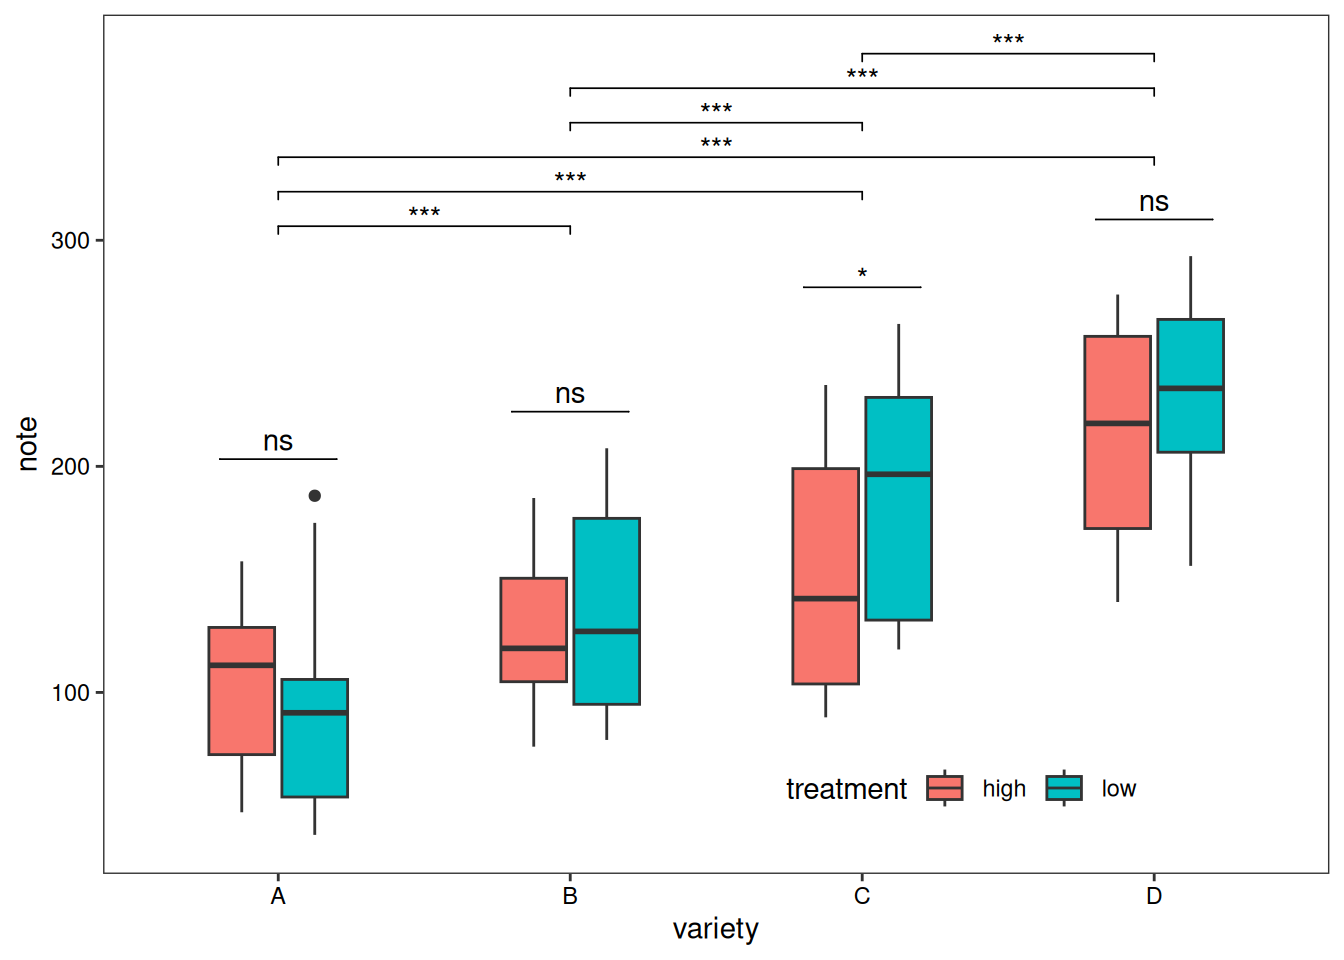 ***
***
***
***
***
***
ns
300
*
ns
ns
note
200
100
treatment high low
A B C D
variety